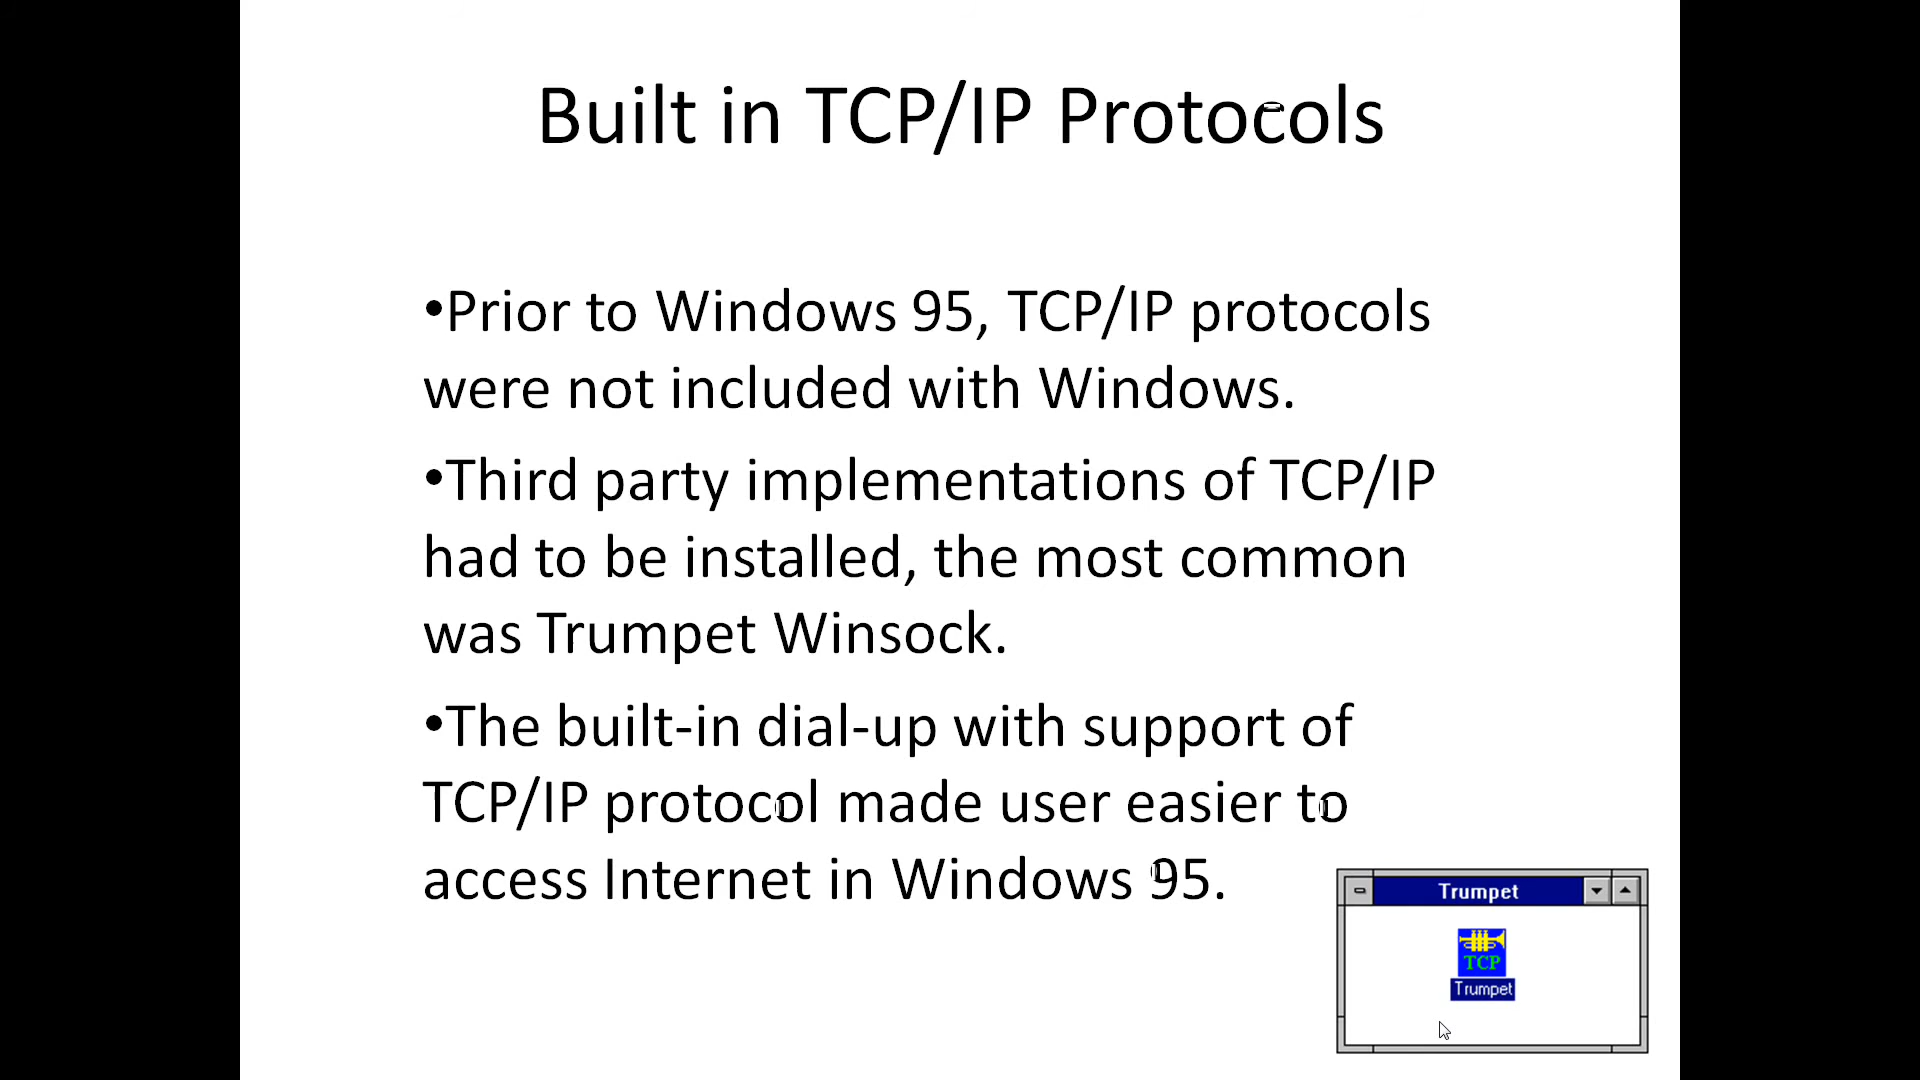 Built in TCP/IP Protocols
•Prior to Windows 95, TCP/IP protocols
were not included with Windows.
•Third party implementations of TCP/IP
had to be installed, the most common
was Trumpet Winsock.
•The built-in dial-up with support of
TCP/IP protocol made user easier to
access Internet in Windows 95.
Trumpet
TCP
Trumpet